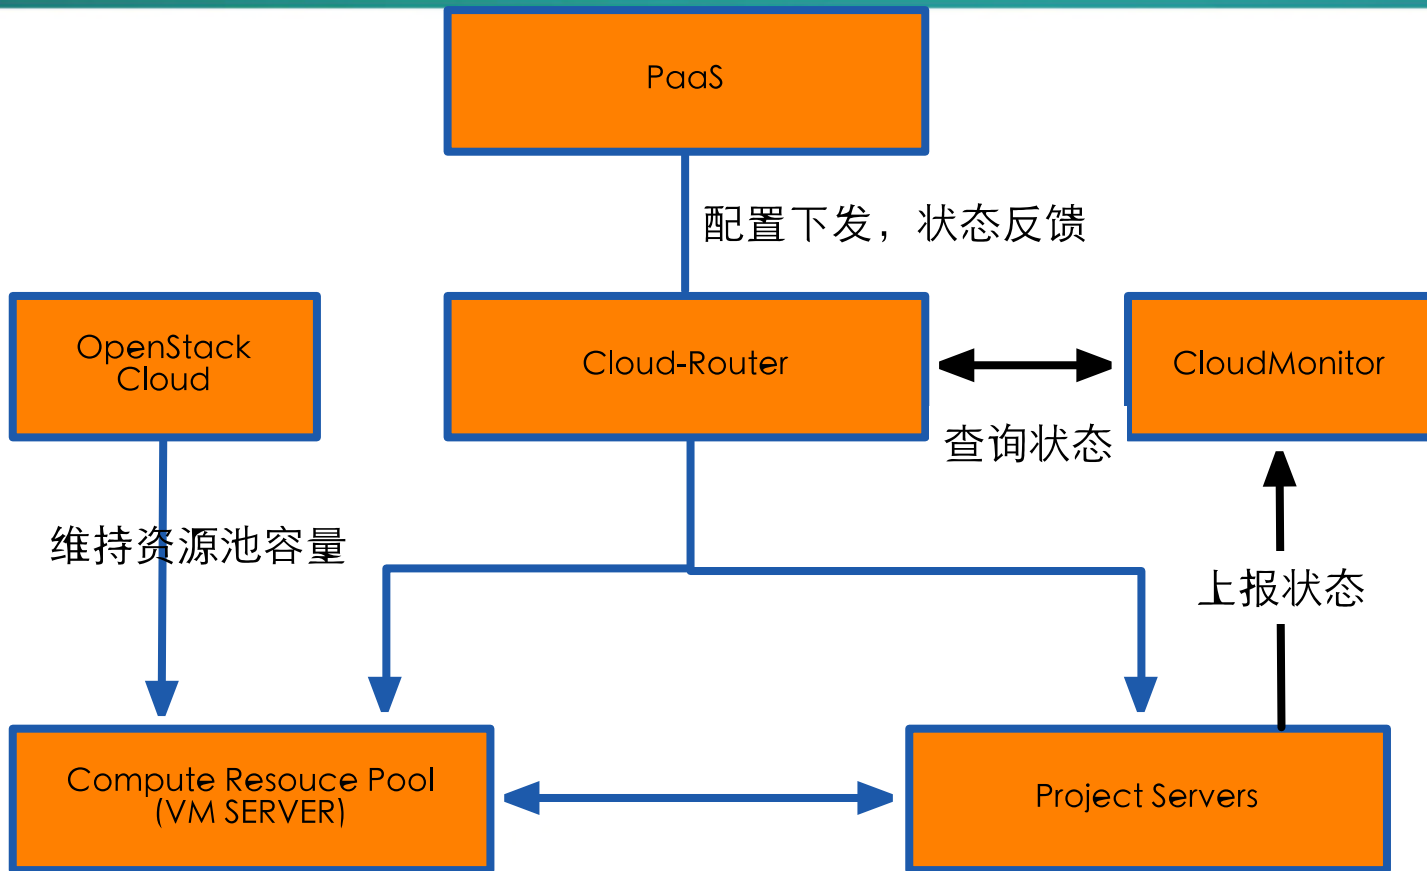 PaaS
配置下发，状态反馈
OpenStack
Cloud
Cloud-Router
CloudMonitor
查询状态
维持资源池容量
上报状态
Compute Resouce Pool
(VM SERVER)
Project Servers